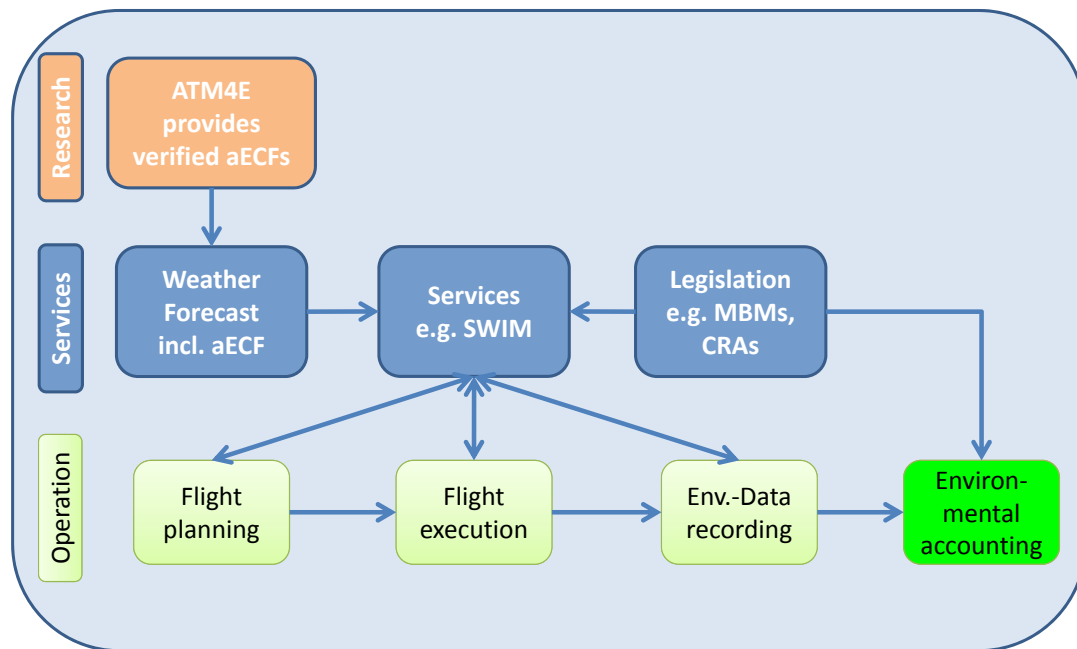 Research
ATM4E
provides
verified aECFs
Services
Weather
Forecast
incl. aECF
Services
e.g. SWIM
Legislation
e.g. MBMs,
CRAs
Operation
Flight
planning
Flight
execution
Env.-Data
recording
Environ-
mental
accounting